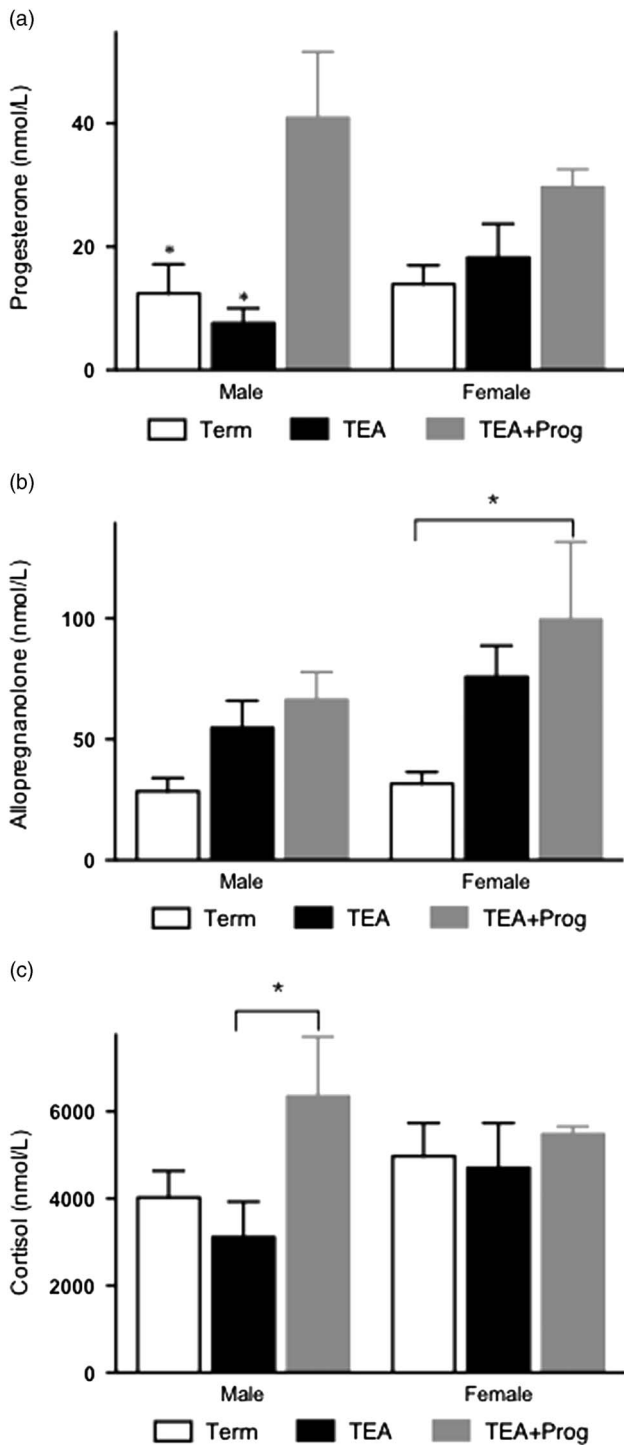 (a)
Progesterone (nmol/L)
40
20
0
*
*
Male Female
Term TEA TEA+Prog
(b)
Allopregnanolone (nmol/L)
100
50
0
*
Male Female
Term TEA TEA+Prog
(c)
Cortisol (nmol/L)
6000
4000
2000
0
*
Male Female
Term TEA TEA+Prog